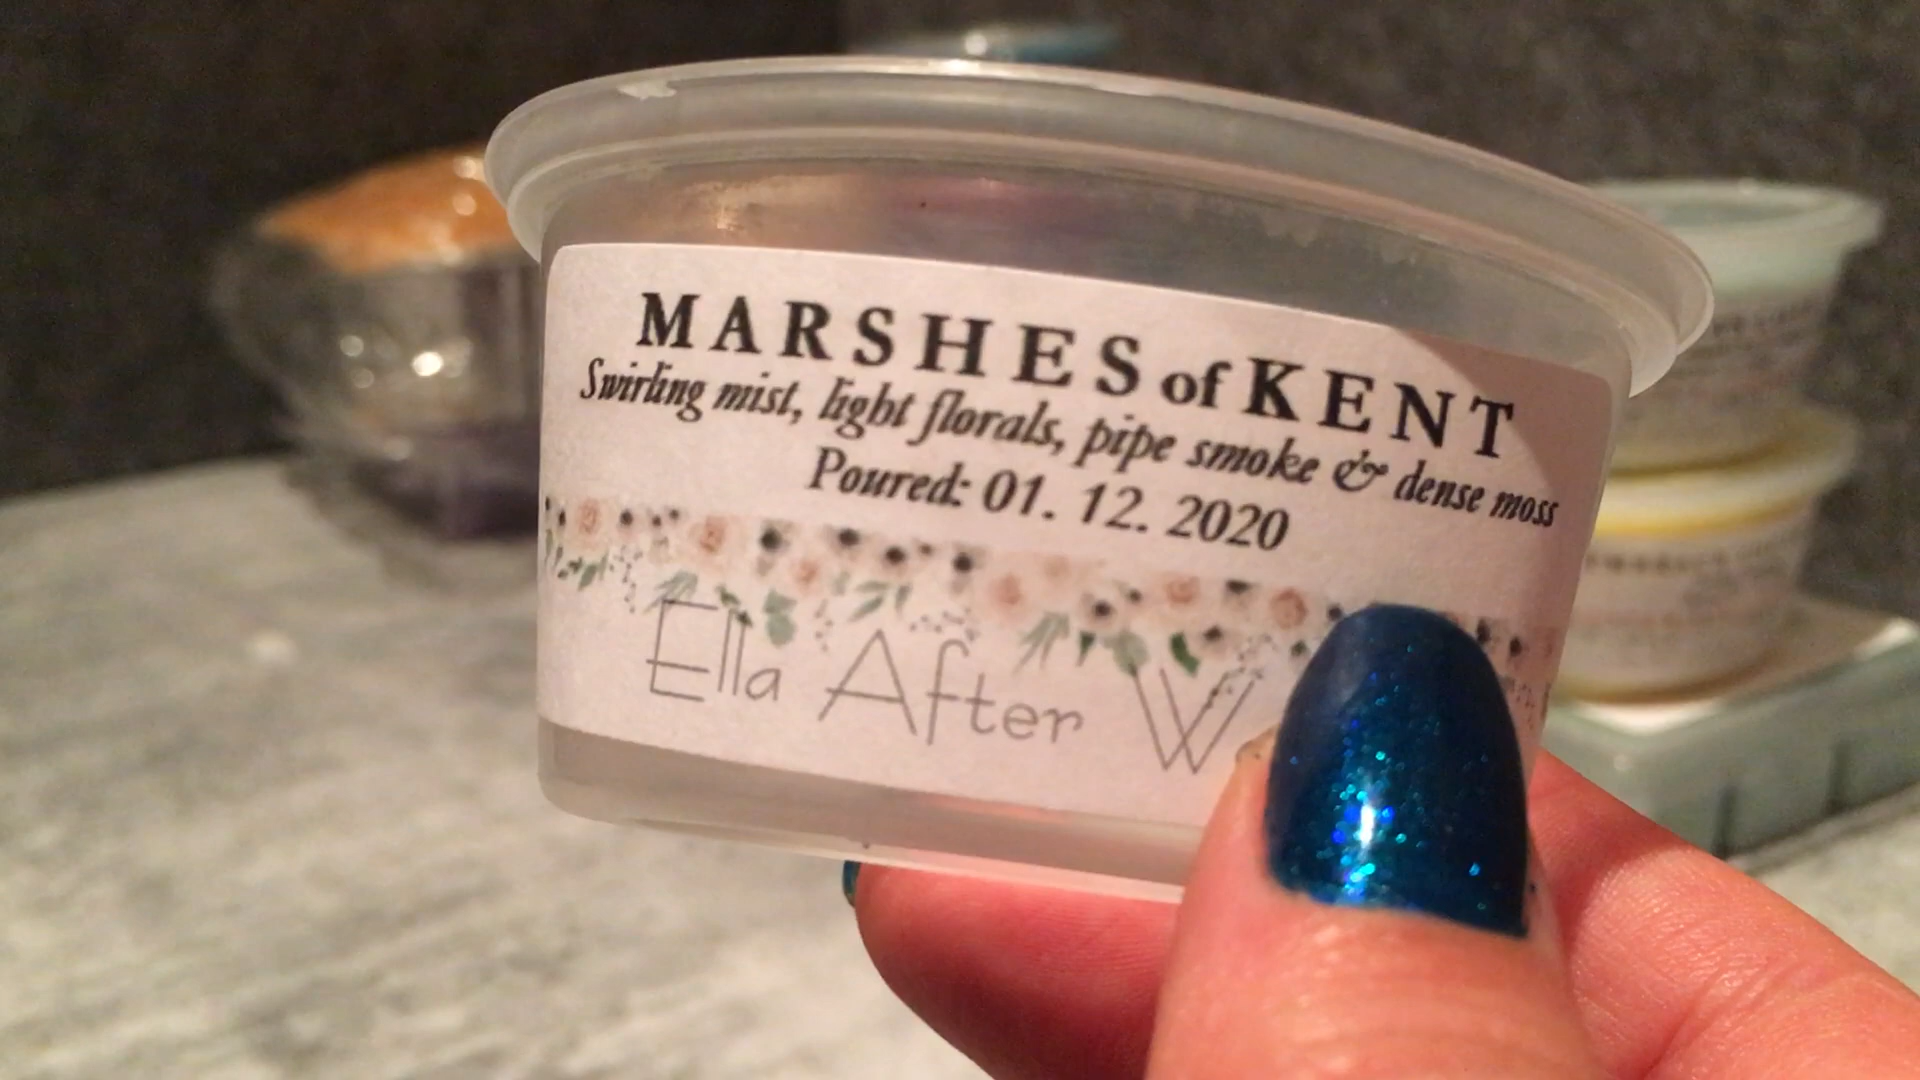 MARSHES of KENT
Swirling mist, light florals, pipe smoke & dense moss
Poured: 01. 12. 2020
Ella After